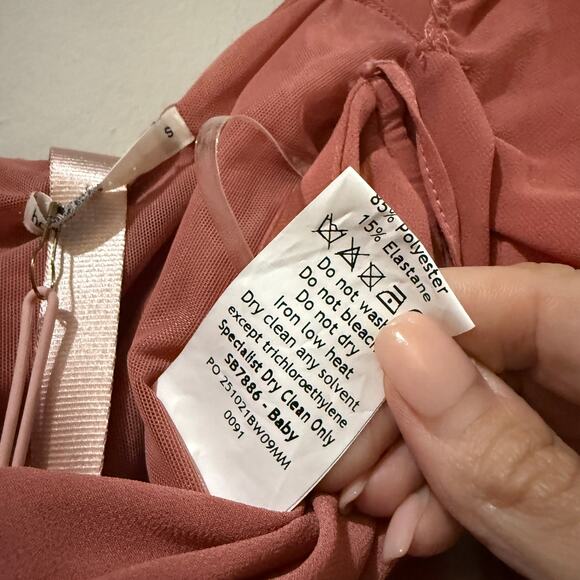 S
85% Polyester
15% Elastane
Do not wash
Do not bleach
Do not dry
Iron low heat
Dry clean any solvent
except trichloroethylene
Specialist Dry Clean Only
SB7886 - Baby
PO 251021BW09MM
0091